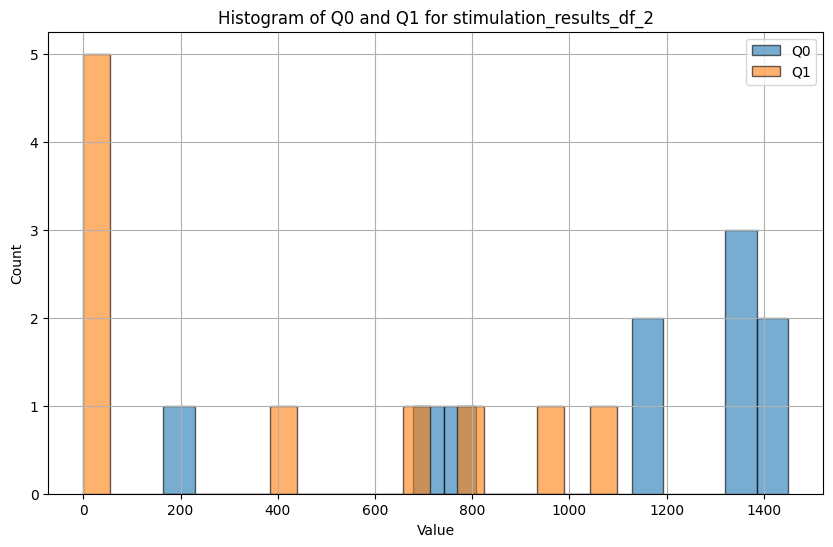 Histogram of Q0 and Q1 for stimulation_results_df_2
Q0
Q1
Count
5
4
3
2
1
0
0 200 400 600 800 1000 1200 1400
Value